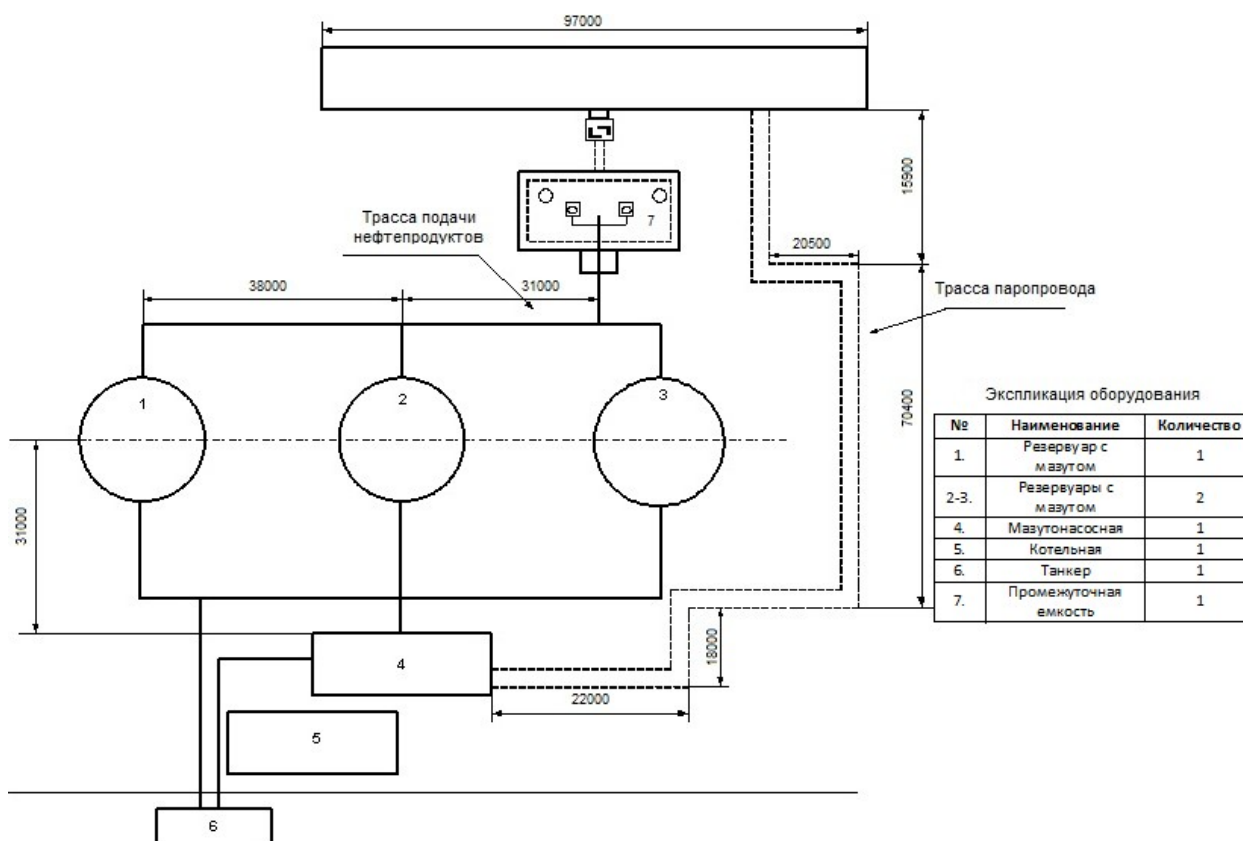 97000
15900
7
Трасса подачи
нефтепродуктов
20500
38000
31000
Трасса паропровода
1
2
3
70400
31000
Экспликация оборудования
№ Наименование Количество
1. Резервуар с
мазутом 1
2-3. Резервуары с
мазутом 2
4. Мазутонасосная 1
5. Котельная 1
6. Танкер 1
7. Промежуточная
емкость 1
4
18000
22000
5
6